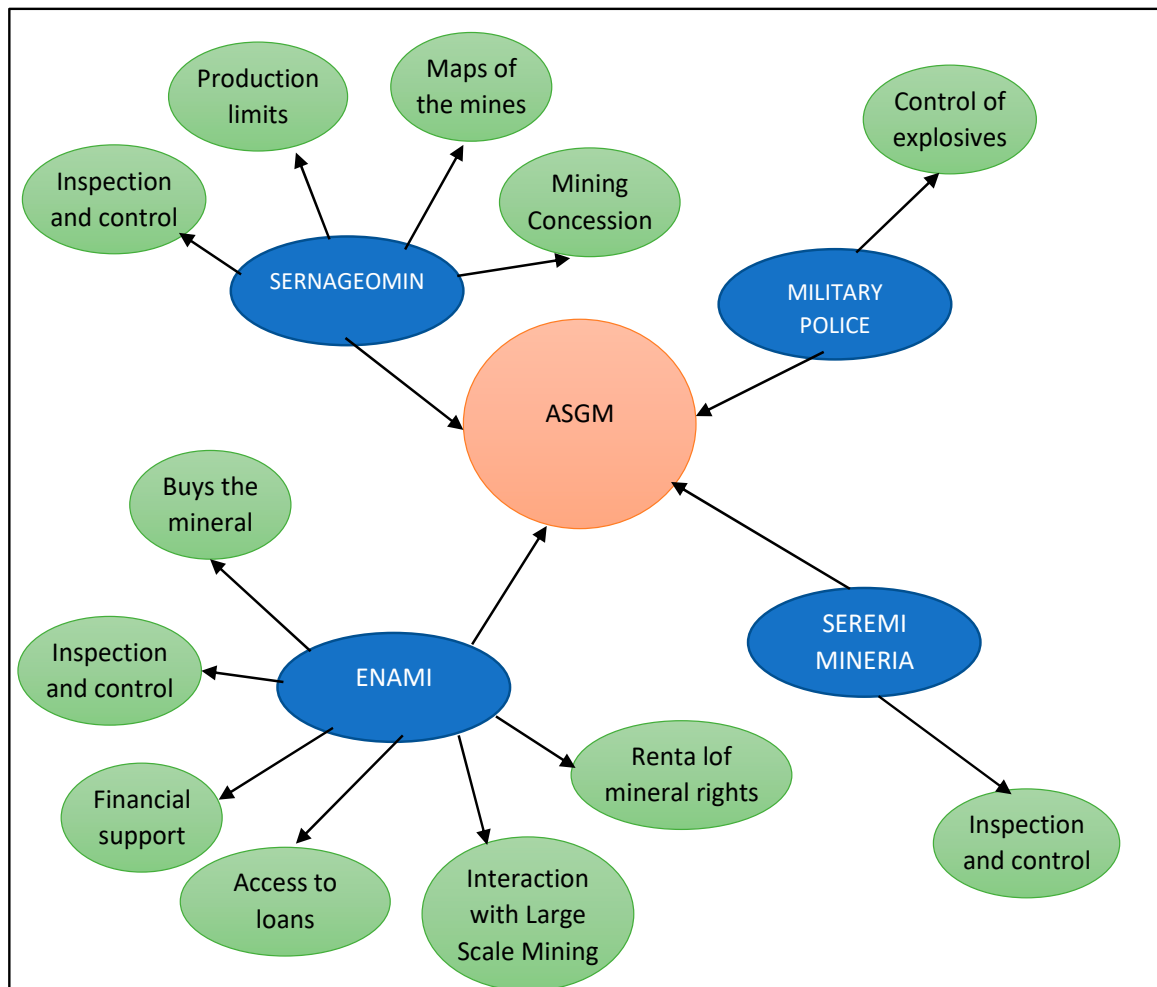 Production
limits
Maps of
the mines
Control of
explosives
Inspection
and control
Mining
Concession
SERNAGEOMIN
MILITARY
POLICE
ASGM
Buys the
mineral
Inspection
and control
ENAMI
SEREMI
MINERIA
Financial
support
Access to
loans
Interaction
with Large
Scale Mining
Renta lof
mineral rights
Inspection
and control